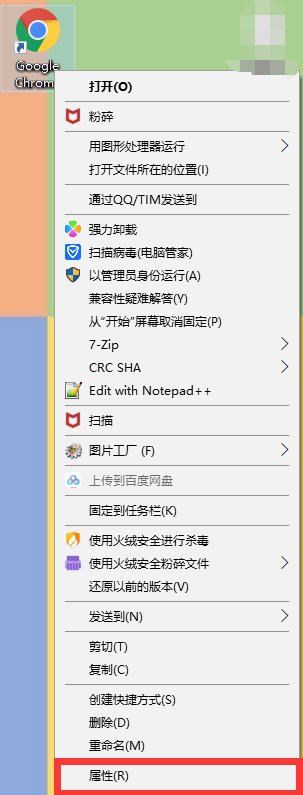 Google
Chrom
打开(O)
粉碎
用图形处理器运行
打开文件所在的位置(I)
通过QQ/TIM发送到
强力卸载
扫描病毒(电脑管家)
以管理员身份运行(A)
兼容性疑难解答(Y)
从“开始”屏幕取消固定(P)
7-Zip
CRC SHA
Edit with Notepad++
扫描
图片工厂 (F)
上传到百度网盘
固定到任务栏(K)
使用火绒安全进行杀毒
使用火绒安全粉碎文件
还原以前的版本(V)
发送到(N)
剪切(T)
复制(C)
创建快捷方式(S)
删除(D)
重命名(M)
属性(R)